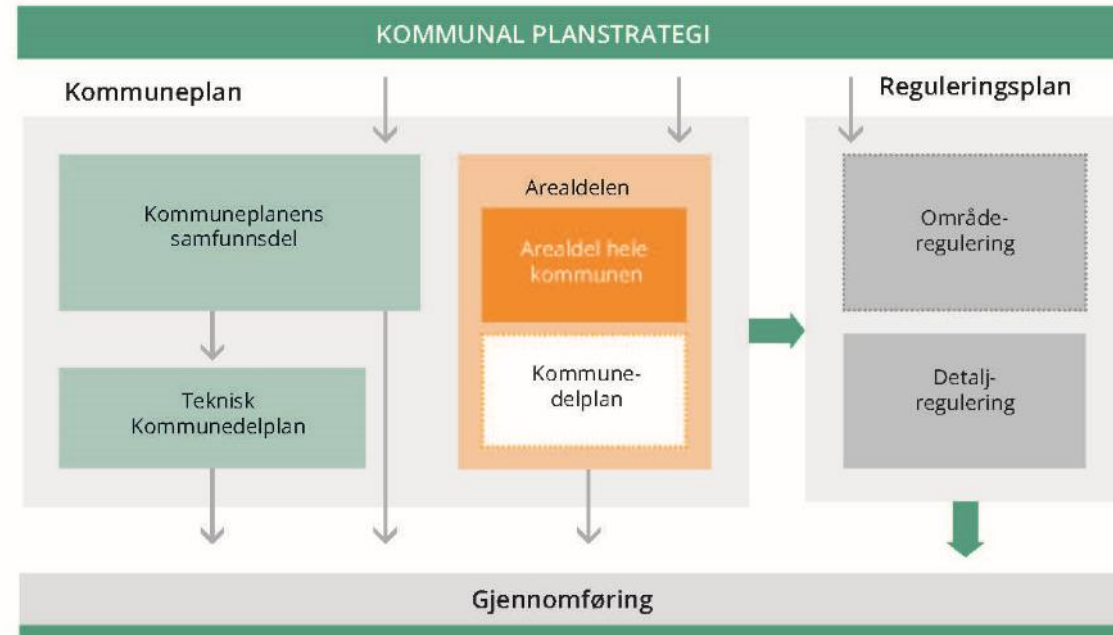 KOMMUNAL PLANSTRATEGI
Kommuneplan
Reguleringsplan
Kommuneplanens
samfunnsdel
Teknisk
Kommunedelplan
Arealdelen
Arealdel hele
kommunen
Kommune-
delplan
Område-
regulering
Detalj-
regulering
Gjennomføring